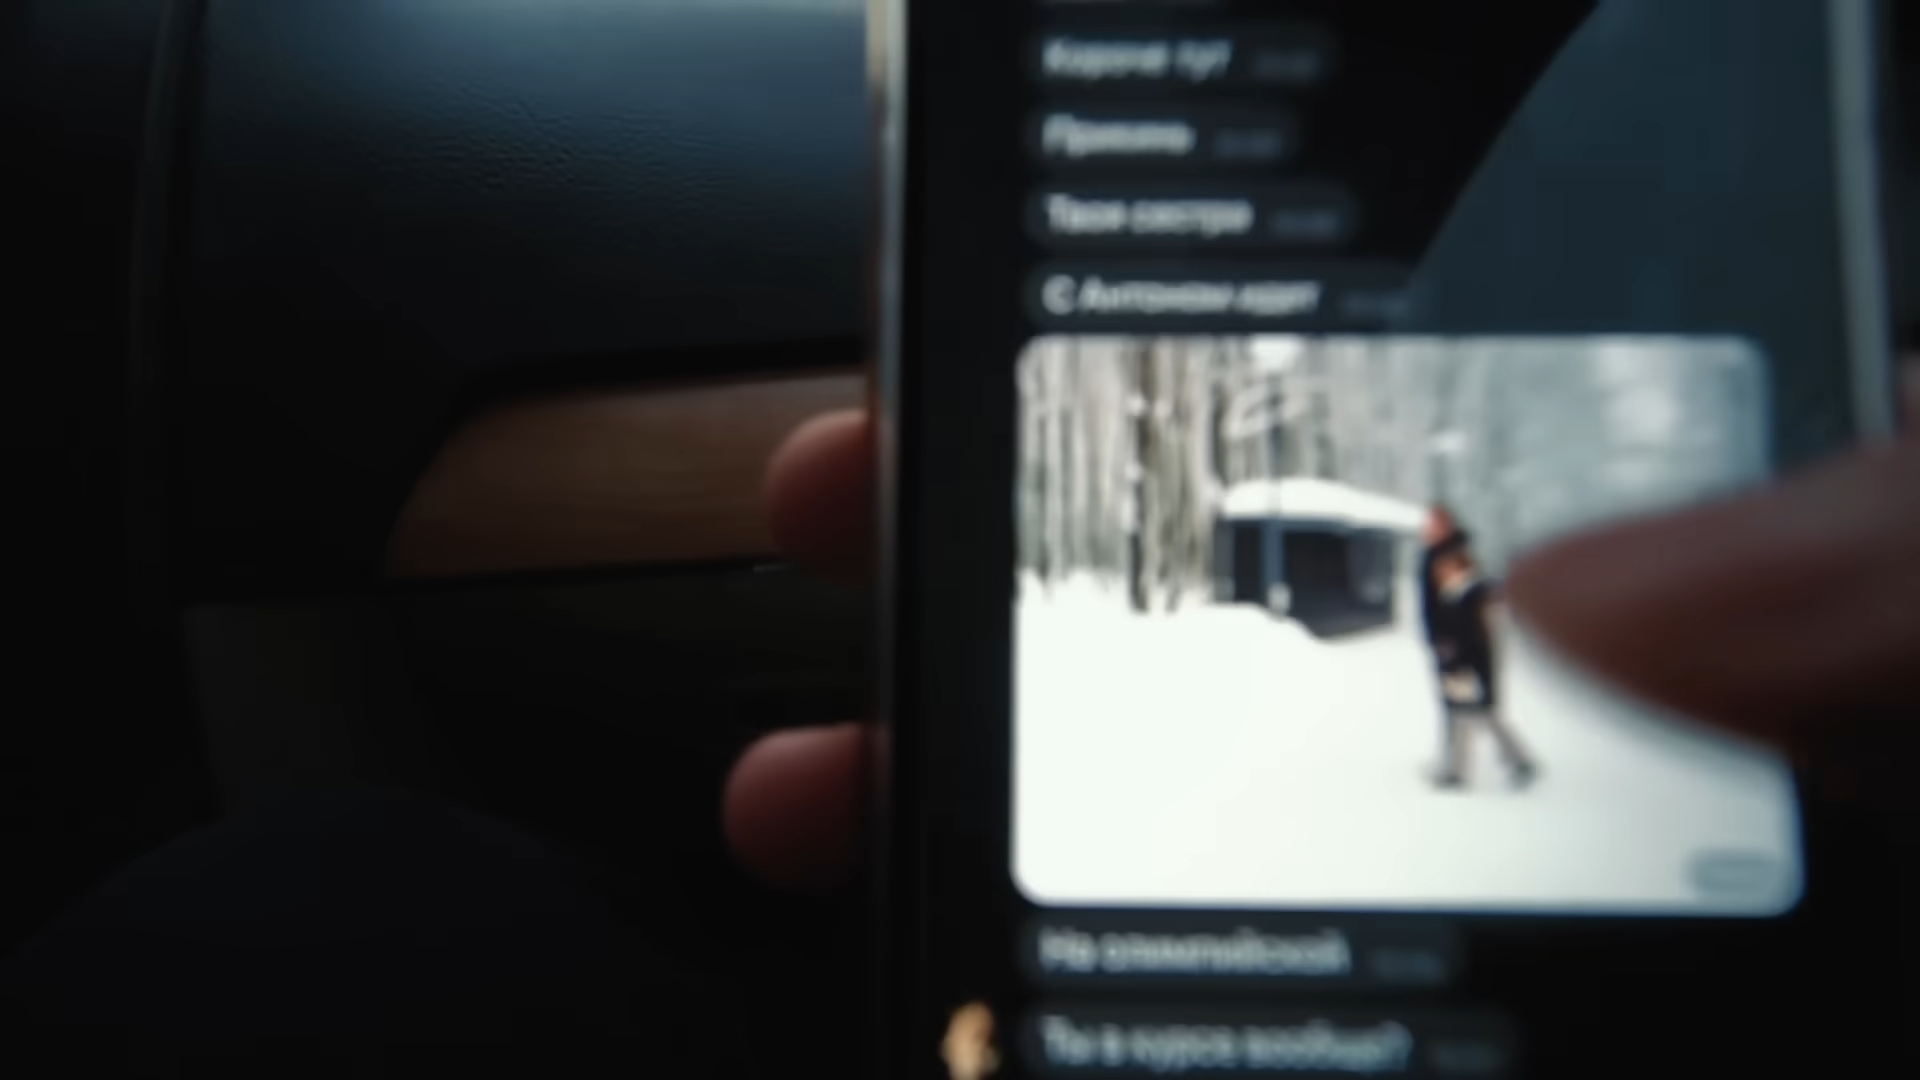 Короче тут
Прикинь
Твоя сестра
С Антоном идет
На олимпийской
Ты в курсе вообще?